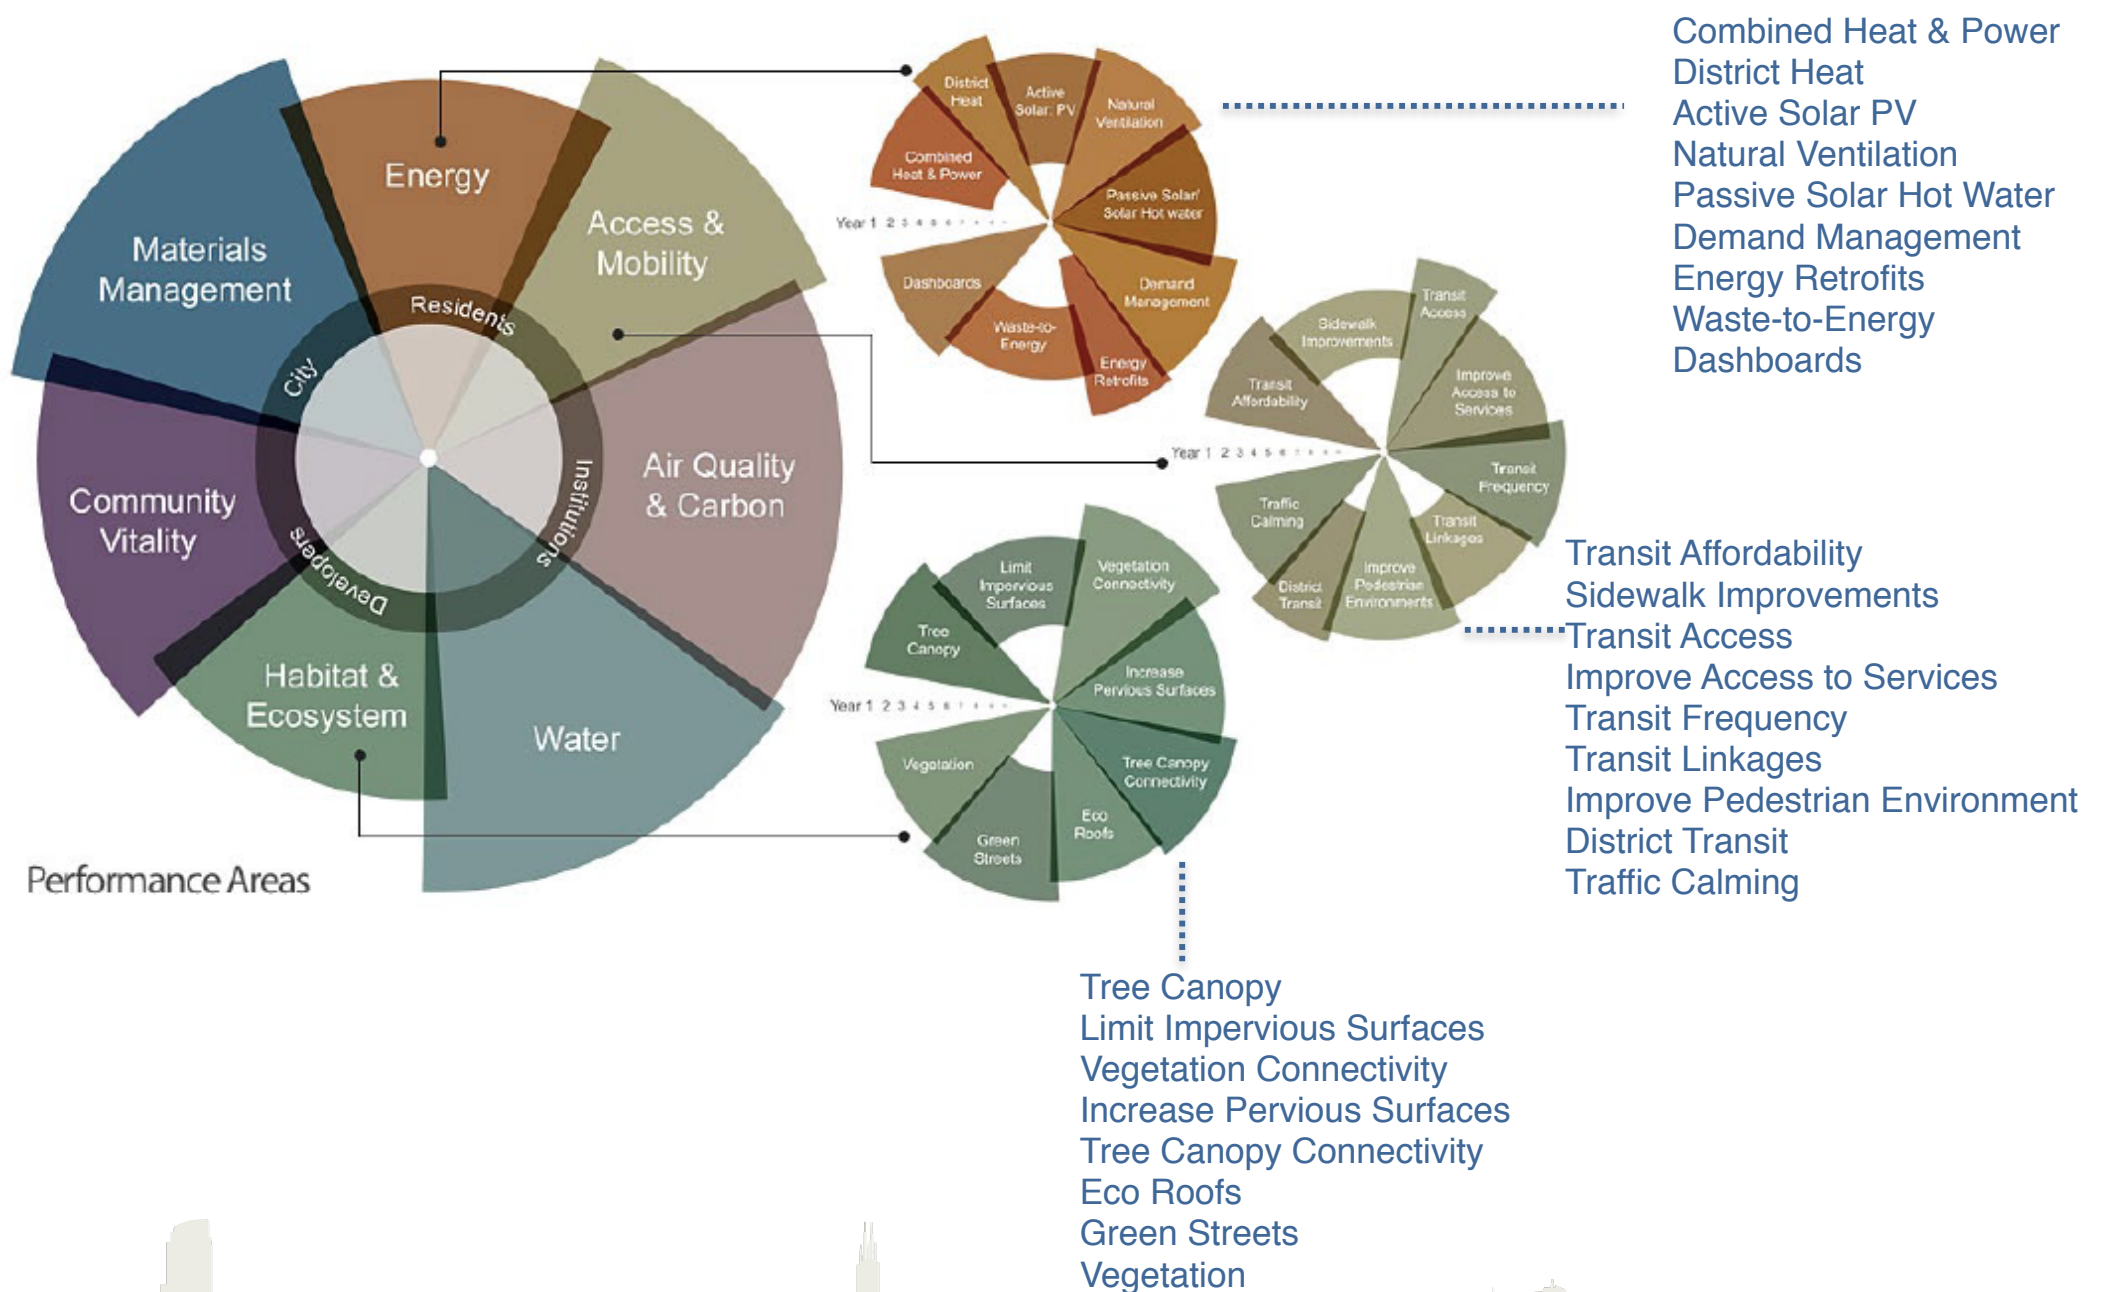 Materials
Management
Energy
Access &
Mobility
Air Quality
& Carbon
Water
Habitat &
Ecosystem
Community
Vitality
City
Residents
Institutions
Developers
Performance Areas
Combined
Heat & Power
District
Heat
Active
Solar: PV
Natural
Ventilation
Passive Solar/
Solar Hot water
Demand
Management
Energy
Retrofits
Waste-to-
Energy
Dashboards
Year 1 2 3 4 5 6
Transit
Affordability
Sidewalk
Improvements
Transit
Access
Improve
Access to
Services
Transit
Frequency
Transit
Linkages
Improve
Pedestrian
Environments
District
Transit
Traffic
Calming
Year 1 2 3 4 5 6
Tree
Canopy
Limit
Impervious
Surfaces
Vegetation
Connectivity
Increase
Pervious Surfaces
Tree Canopy
Connectivity
Eco
Roofs
Green
Streets
Vegetation
Year 1 2 3 4 5 6
Combined Heat & Power
District Heat
Active Solar PV
Natural Ventilation
Passive Solar Hot Water
Demand Management
Energy Retrofits
Waste-to-Energy
Dashboards
Transit Affordability
Sidewalk Improvements
Transit Access
Improve Access to Services
Transit Frequency
Transit Linkages
Improve Pedestrian Environment
District Transit
Traffic Calming
Tree Canopy
Limit Impervious Surfaces
Vegetation Connectivity
Increase Pervious Surfaces
Tree Canopy Connectivity
Eco Roofs
Green Streets
Vegetation